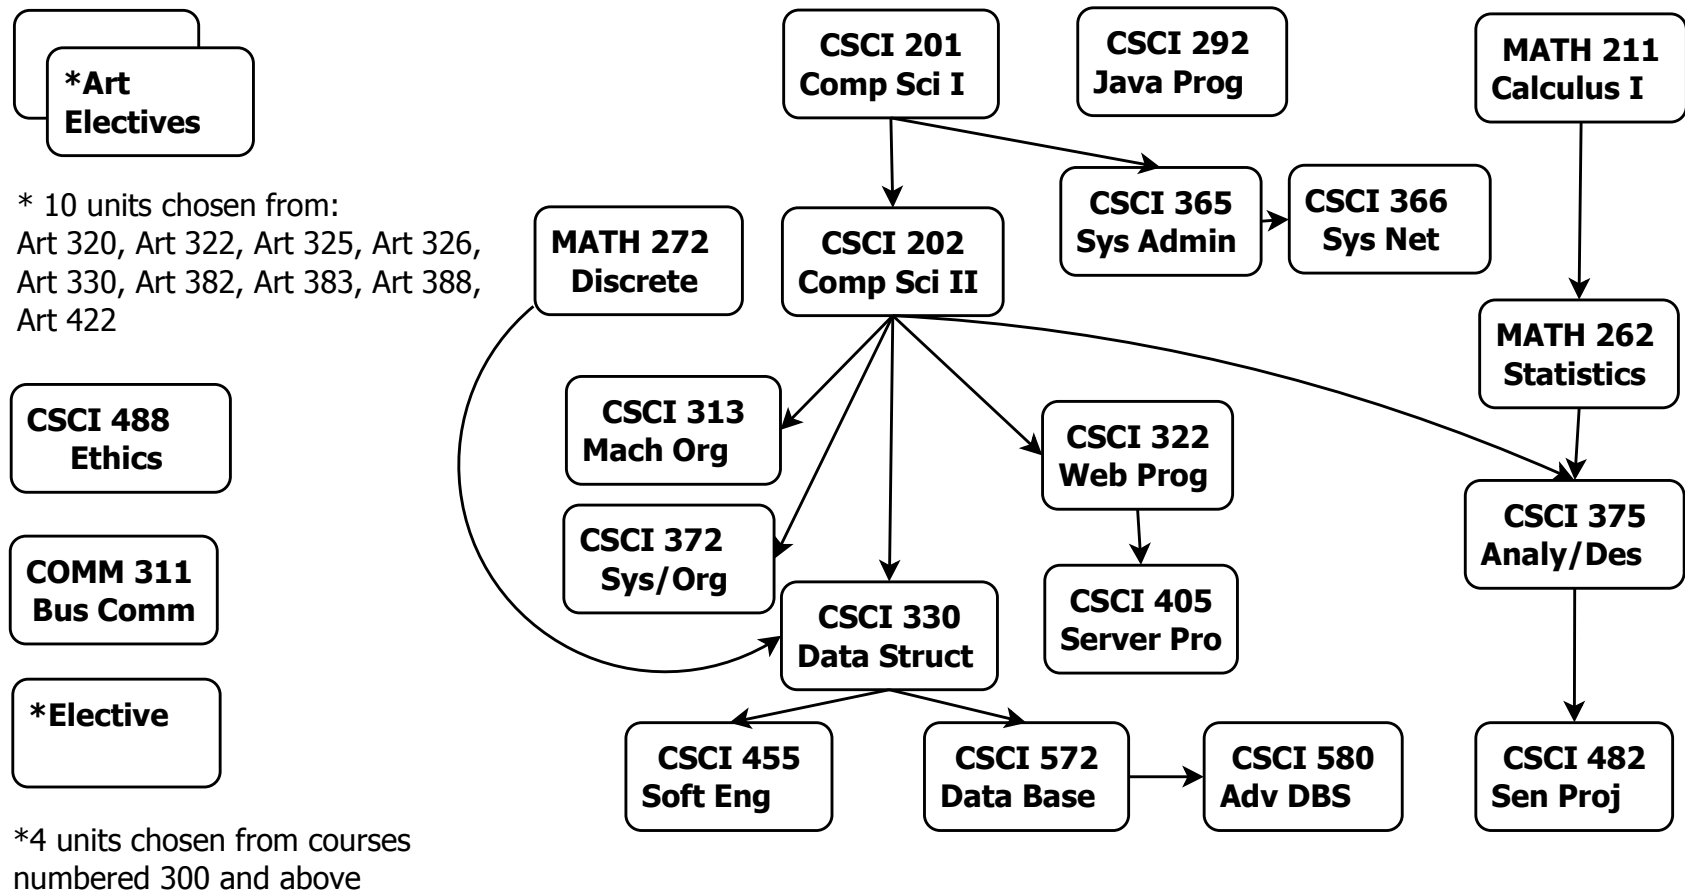 *Art
Electives
* 10 units chosen from:
Art 320, Art 322, Art 325, Art 326,
Art 330, Art 382, Art 383, Art 388,
Art 422
CSCI 488
Ethics
COMM 311
Bus Comm
*Elective
*4 units chosen from courses
numbered 300 and above
CSCI 201
Comp Sci I
CSCI 292
Java Prog
MATH 211
Calculus I
CSCI 365
Sys Admin
CSCI 366
Sys Net
MATH 272
Discrete
CSCI 202
Comp Sci II
MATH 262
Statistics
CSCI 313
Mach Org
CSCI 322
Web Prog
CSCI 372
Sys/Org
CSCI 375
Analy/Des
CSCI 330
Data Struct
CSCI 405
Server Pro
CSCI 455
Soft Eng
CSCI 572
Data Base
CSCI 580
Adv DBS
CSCI 482
Sen Proj